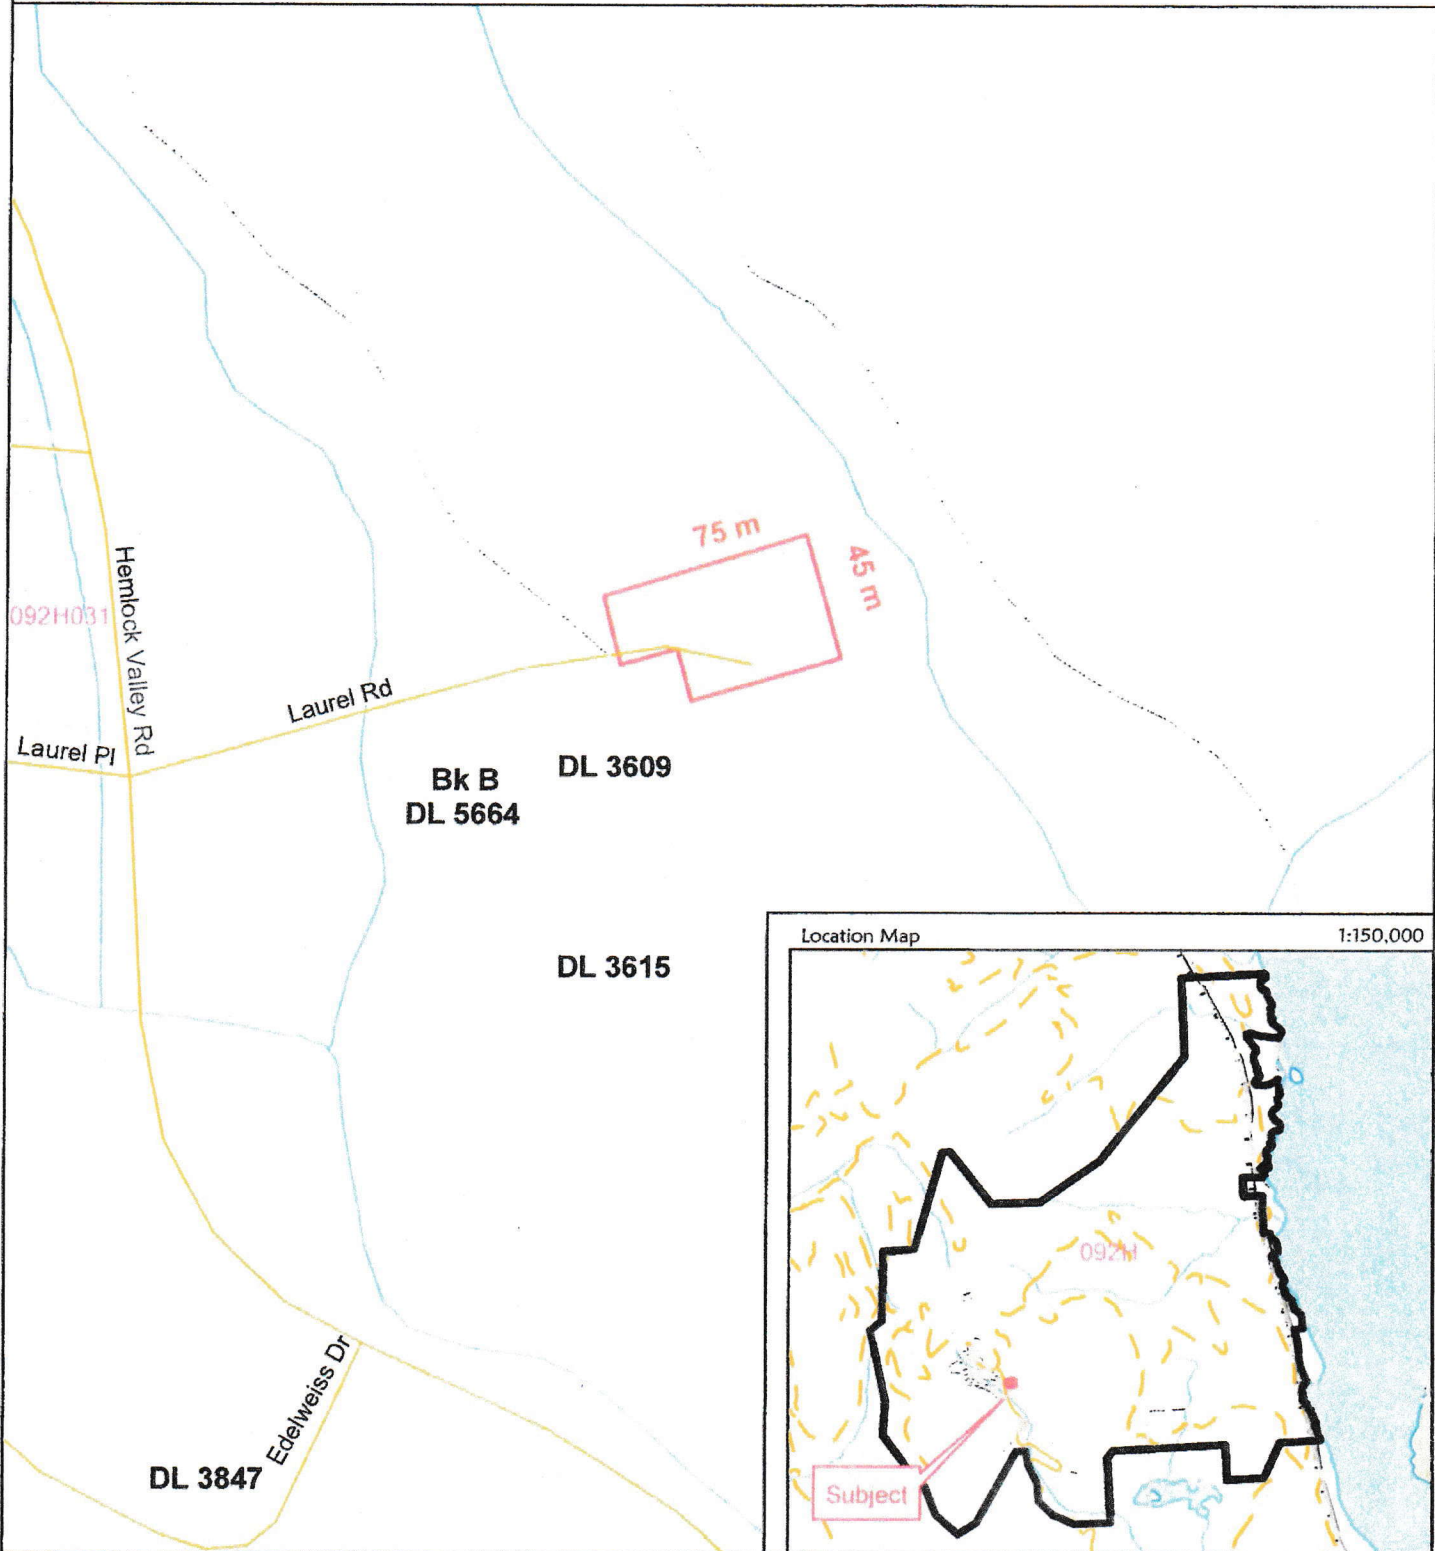 75 m
45 m
Hemlock Valley Rd
092H031
Laurel Rd
Laurel Pl
Bk B
DL 5664
DL 3609
DL 3615
Edelweiss Dr
DL 3847
Location Map
1:150,000
092H
Subject